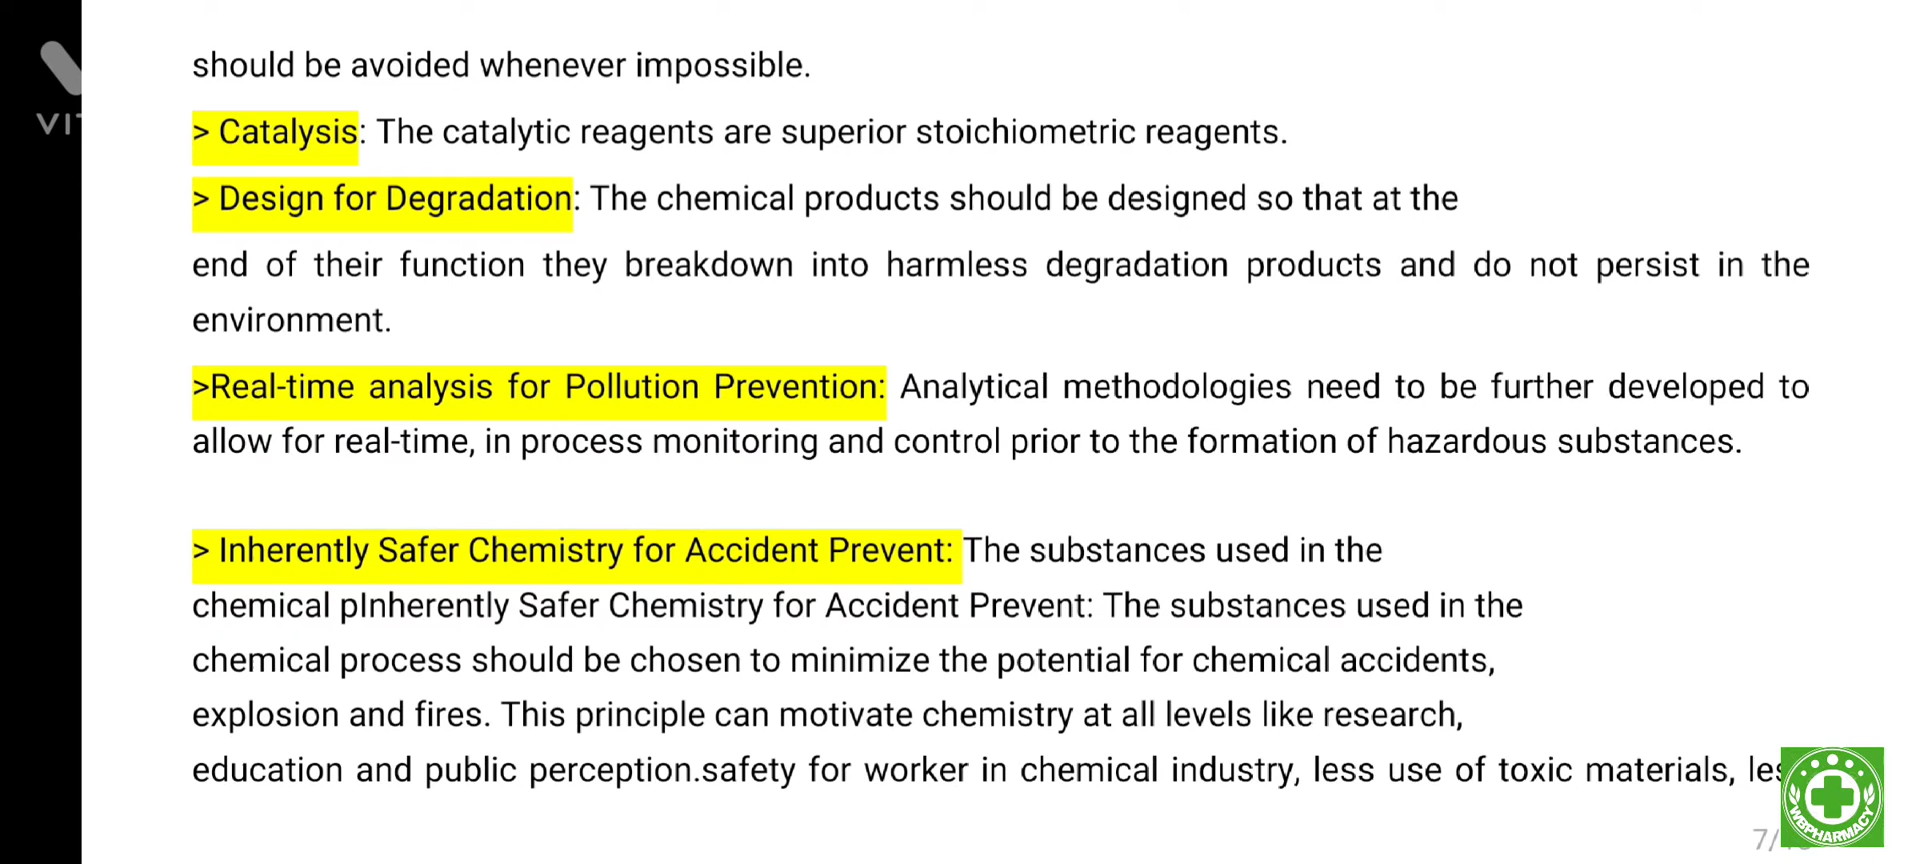 should be avoided whenever impossible.
> Catalysis: The catalytic reagents are superior stoichiometric reagents.
> Design for Degradation: The chemical products should be designed so that at the
end of their function they breakdown into harmless degradation products and do not persist in the
environment.
>Real-time analysis for Pollution Prevention: Analytical methodologies need to be further developed to
allow for real-time, in process monitoring and control prior to the formation of hazardous substances.
> Inherently Safer Chemistry for Accident Prevent: The substances used in the
chemical pInherently Safer Chemistry for Accident Prevent: The substances used in the
chemical process should be chosen to minimize the potential for chemical accidents,
explosion and fires. This principle can motivate chemistry at all levels like research,
education and public perception.safety for worker in chemical industry, less use of toxic materials,
WBPHARMACY
7/